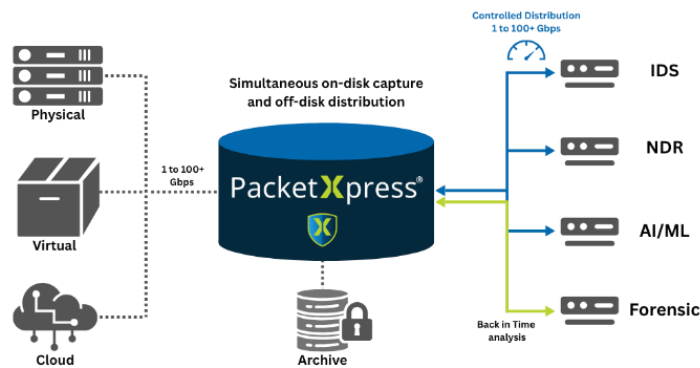 Controlled Distribution
1 to 100+ Gbps
Simultaneous on-disk capture
and off-disk distribution
Physical
1 to 100+
Gbps
Virtual
Cloud
PacketXpress®
X
Archive
IDS
NDR
AI/ML
Forensic
Back in Time
analysis